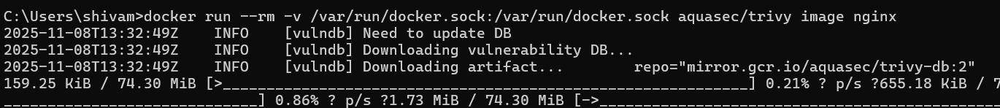 C:\Users\shivam>docker run --rm -v /var/run/docker.sock:/var/run/docker.sock aquasec/trivy image nginx
2025-11-08T13:32:49Z    INFO    [vulndb] Need to update DB
2025-11-08T13:32:49Z    INFO    [vulndb] Downloading vulnerability DB...
2025-11-08T13:32:49Z    INFO    [vulndb] Downloading artifact...        repo="mirror.gcr.io/aquasec/trivy-db:2"
159.25 KiB / 74.30 MiB [>____________________________________________________________] 0.21% ? p/s ?655.18 KiB / 7
_____________________________] 0.86% ? p/s ?1.73 MiB / 74.30 MiB [->______________________________________________